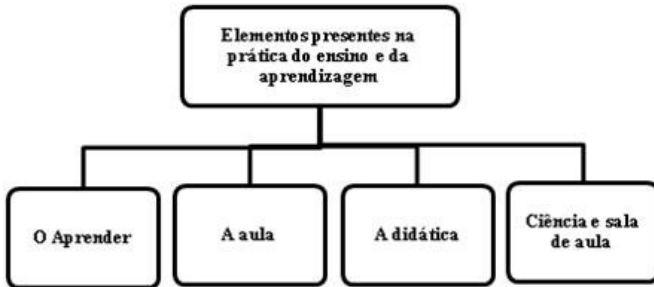 Elementos presentes na
prática do ensino e da
aprendizagem
O Aprender
A aula
A didática
Ciência e sala
de aula